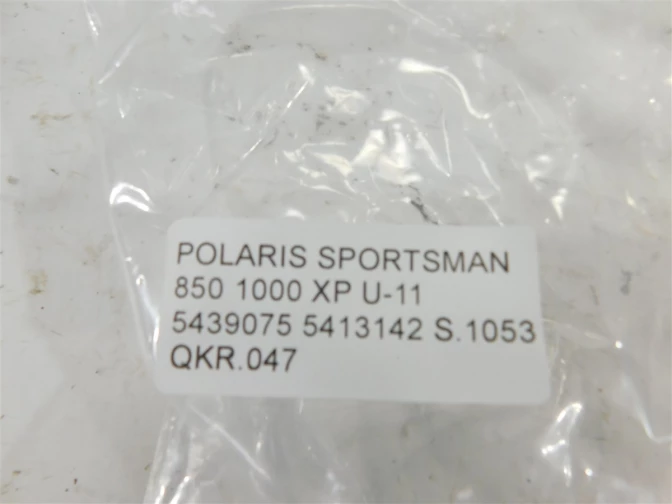 POLARIS SPORTSMAN
850 1000 XP U-11
5439075 5413142 S.1053
QKR.047